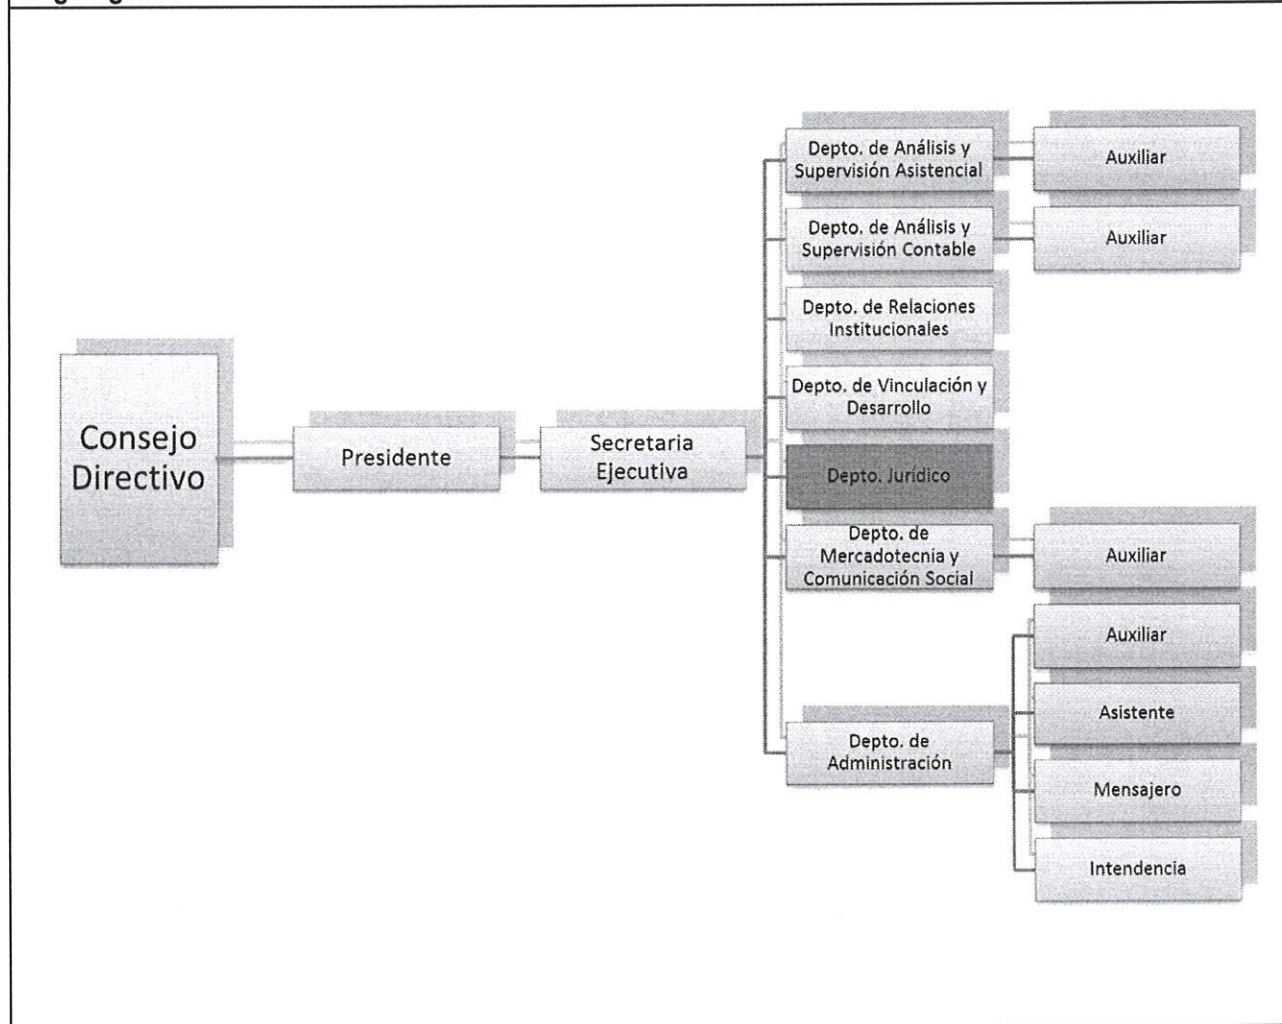 Consejo
Directivo
Presidente
Secretaria
Ejecutiva
Depto. de Análisis y
Supervisión Asistencial
Auxiliar
Depto. de Análisis y
Supervisión Contable
Auxiliar
Depto. de Relaciones
Institucionales
Depto. de Vinculación y
Desarrollo
Depto. Jurídico
Depto. de
Mercadotecnia y
Comunicación Social
Auxiliar
Depto. de
Administración
Auxiliar
Asistente
Mensajero
Intendencia